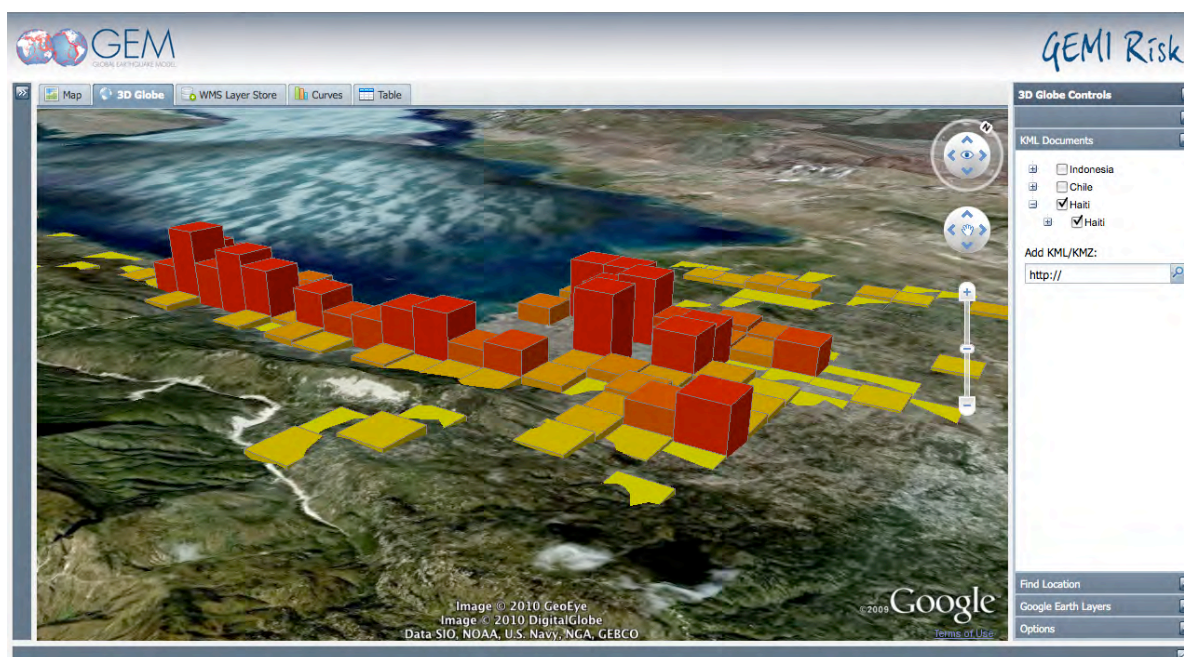 GEM
GLOBAL EARTHQUAKE MODEL
GEMI Risk
Map
3D Globe
WMS Layer Store
Curves
Table
N
Image © 2010 GeoEye
Image © 2010 DigitalGlobe
Data SIO, NOAA, U.S. Navy, NGA, GEBCO
©2009 Google
Terms of Use
3D Globe Controls
KML Documents
Indonesia
Chile
Haiti
Haiti
Add KML/KMZ:
http://
Find Location
Google Earth Layers
Options